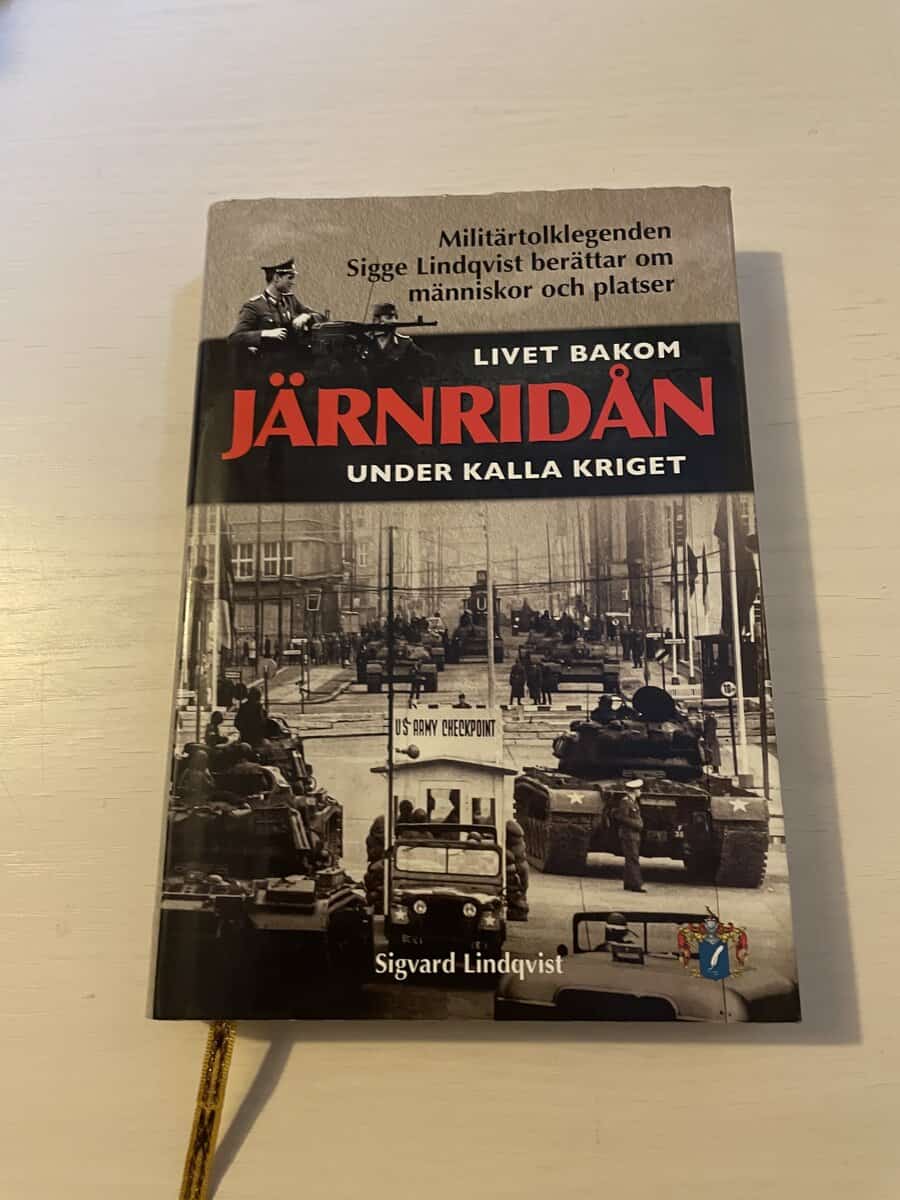 Militärtolklegenden
Sigge Lindqvist berättar om
människor och platser
LIVET BAKOM
JÄRNRIDÅN
UNDER KALLA KRIGET
US ARMY CHECKPOINT
Sigvard Lindqvist